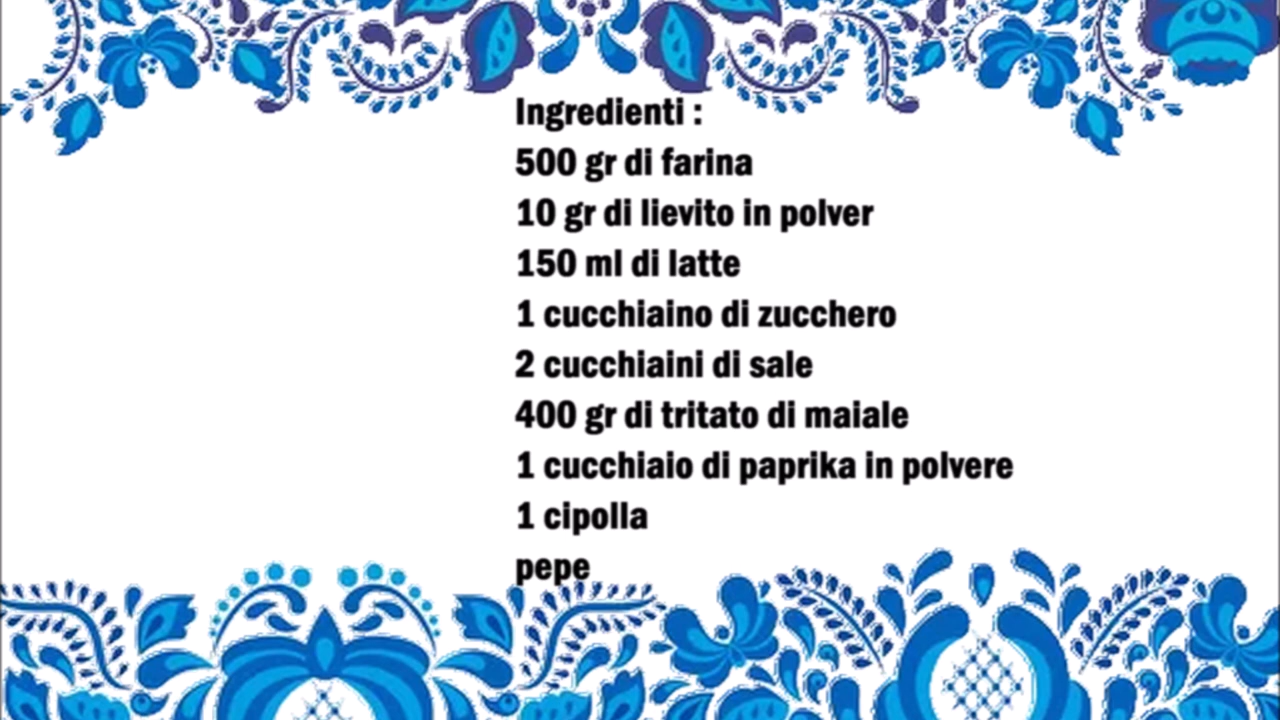 Ingredienti :
500 gr di farina
10 gr di lievito in polver
150 ml di latte
1 cucchiaino di zucchero
2 cucchiaini di sale
400 gr di tritato di maiale
1 cucchiaio di paprika in polvere
1 cipolla
pepe